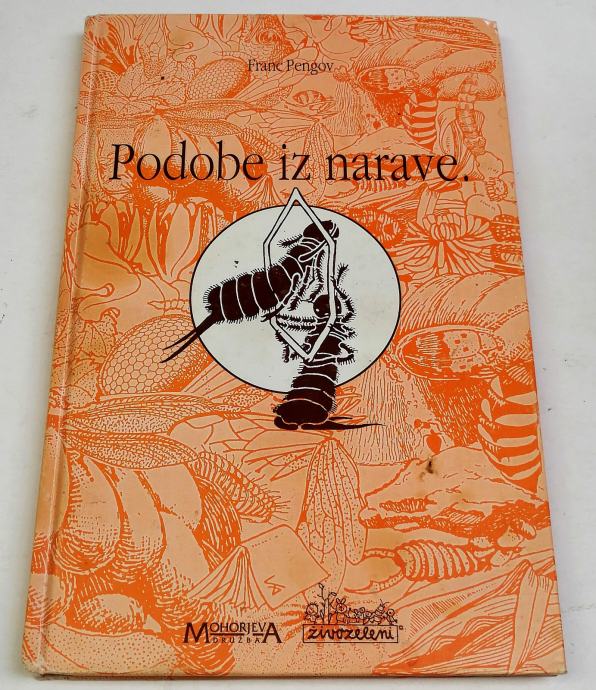 Franc Pengov
Podobe iz narave.
MOHORJEVA
DRUŽBA
živozeleni